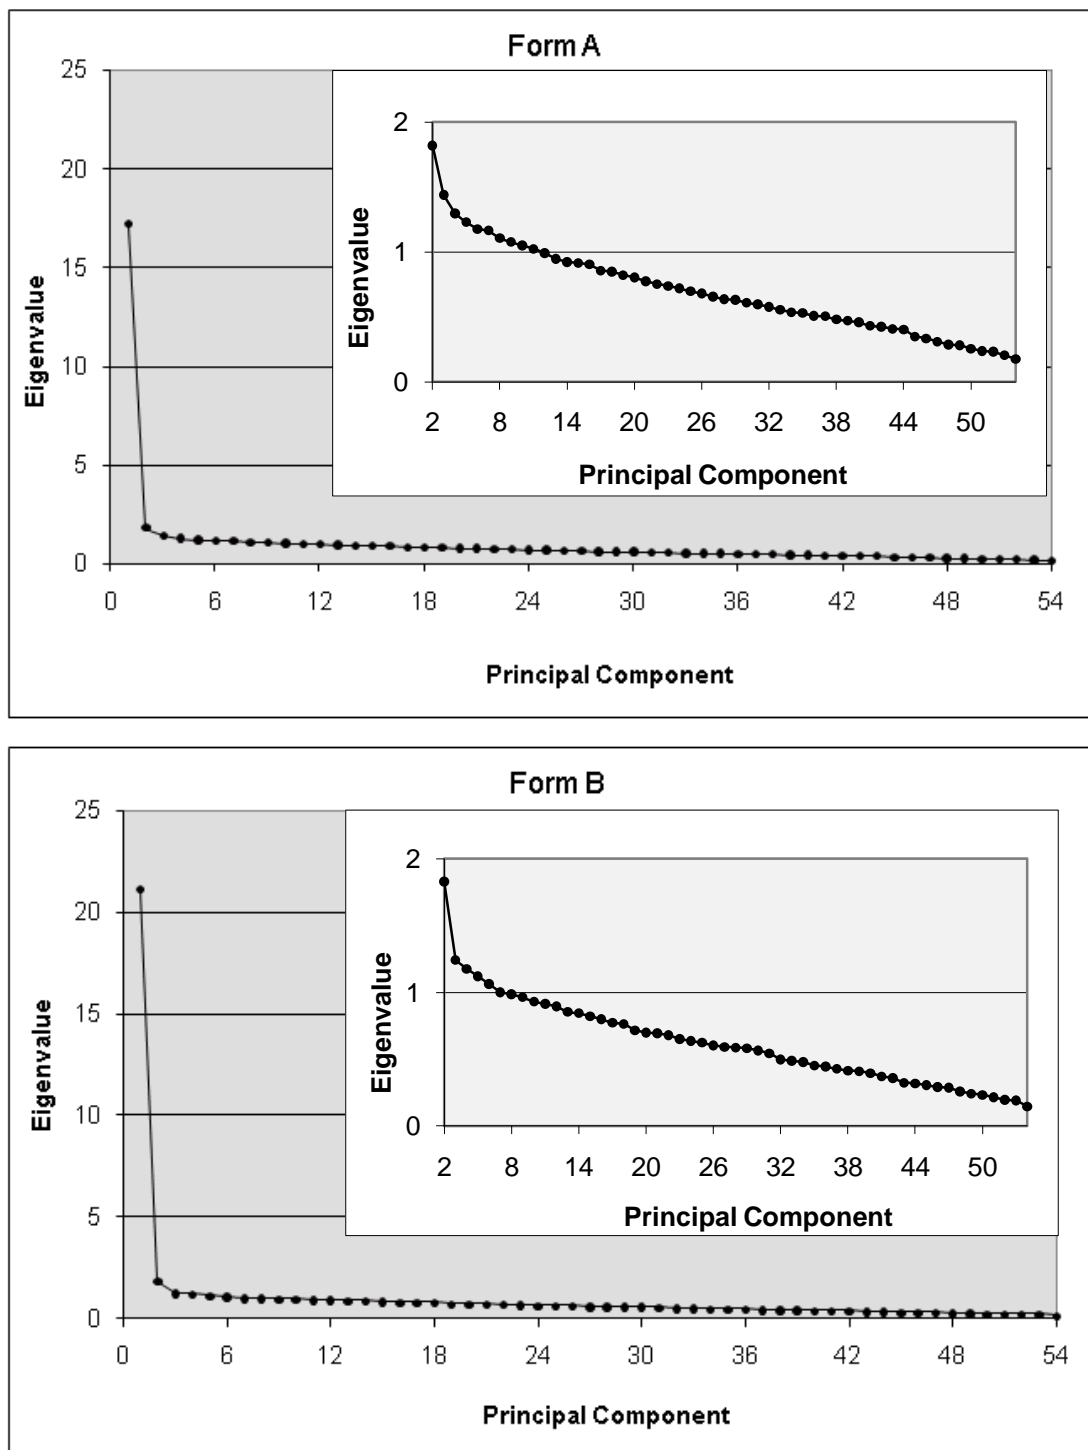 Form A
25
20
15
10
5
0
Eigenvalue
0 6 12 18 24 30 36 42 48 54
Principal Component
2
1
0
Eigenvalue
2 8 14 20 26 32 38 44 50
Principal Component
Form B
25
20
15
10
5
0
Eigenvalue
0 6 12 18 24 30 36 42 48 54
Principal Component
2
1
0
Eigenvalue
2 8 14 20 26 32 38 44 50
Principal Component